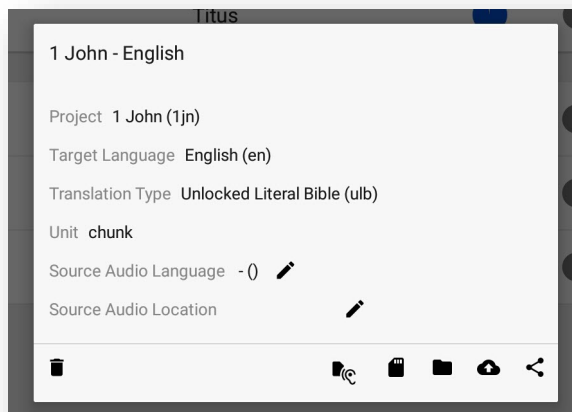 Titus
1 John - English
Project 1 John (1jn)
Target Language English (en)
Translation Type Unlocked Literal Bible (ulb)
Unit chunk
Source Audio Language - ()
Source Audio Location